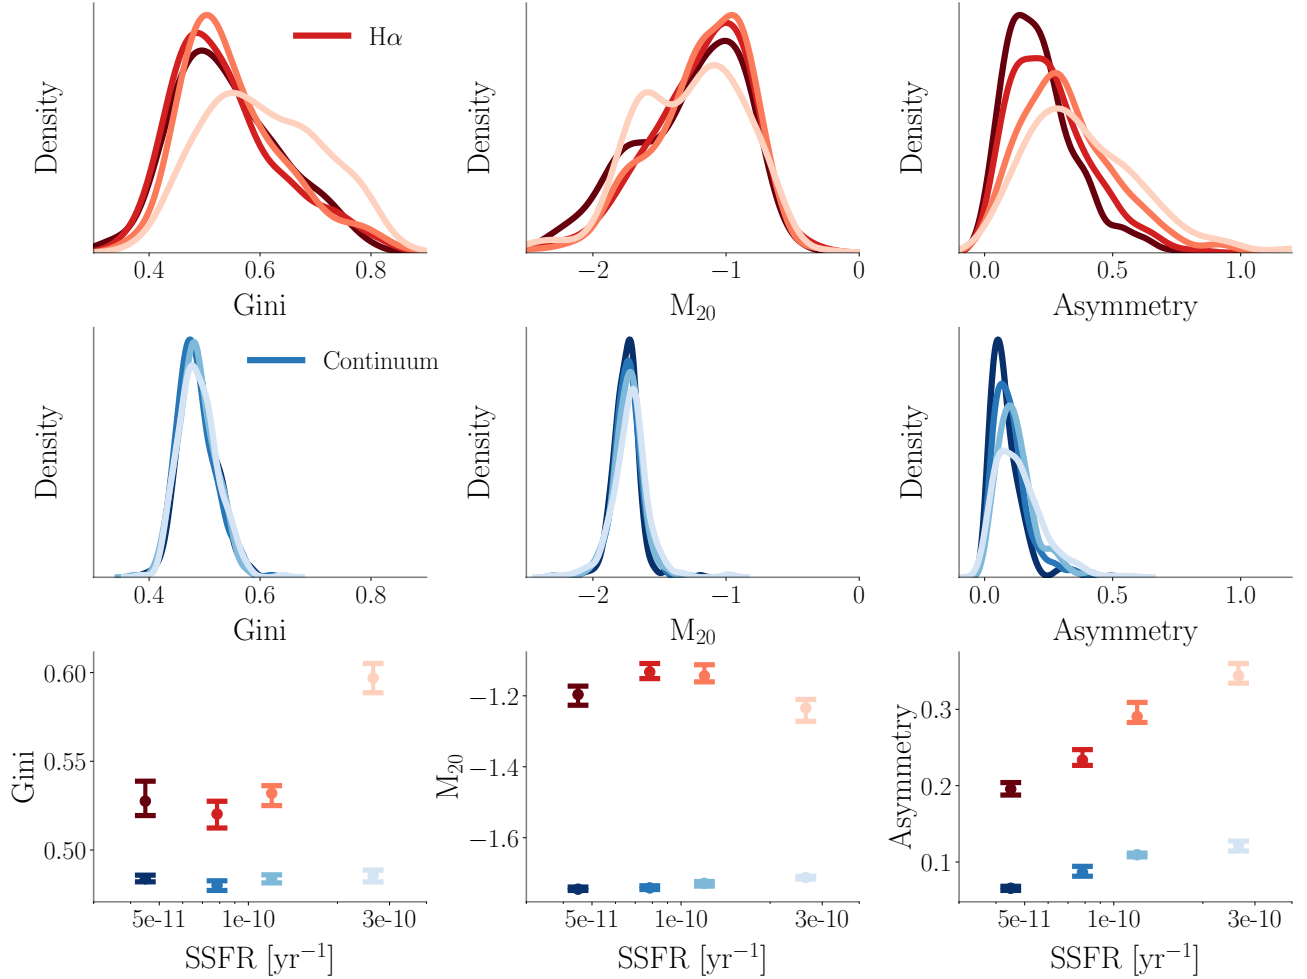 Density
Hα
0.4 0.6 0.8
Gini
Density
−2 −1 0
M₂₀
Density
0.0 0.5 1.0
Asymmetry
Density
Continuum
0.4 0.6 0.8
Gini
Density
−2 −1 0
M₂₀
Density
0.0 0.5 1.0
Asymmetry
Gini
0.60
0.55
0.50
5e-11 1e-10 3e-10
SSFR [yr⁻¹]
M₂₀
−1.2
−1.4
−1.6
5e-11 1e-10 3e-10
SSFR [yr⁻¹]
Asymmetry
0.3
0.2
0.1
5e-11 1e-10 3e-10
SSFR [yr⁻¹]